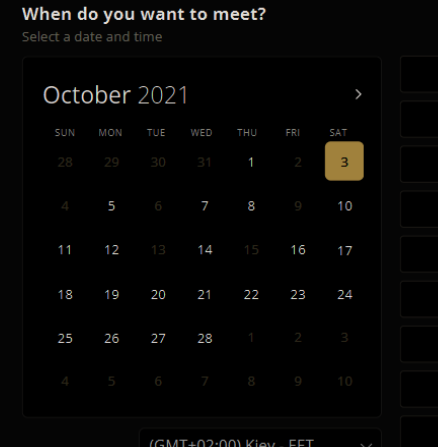 When do you want to meet?
Select a date and time
October 2021
SUN MON TUE WED THU FRI SAT
28 29 30 31 1 2 3
4 5 6 7 8 9 10
11 12 13 14 15 16 17
18 19 20 21 22 23 24
25 26 27 28 1 2 3
4 5 6 7 8 9 10
(GMT+02:00) Kiev - EET